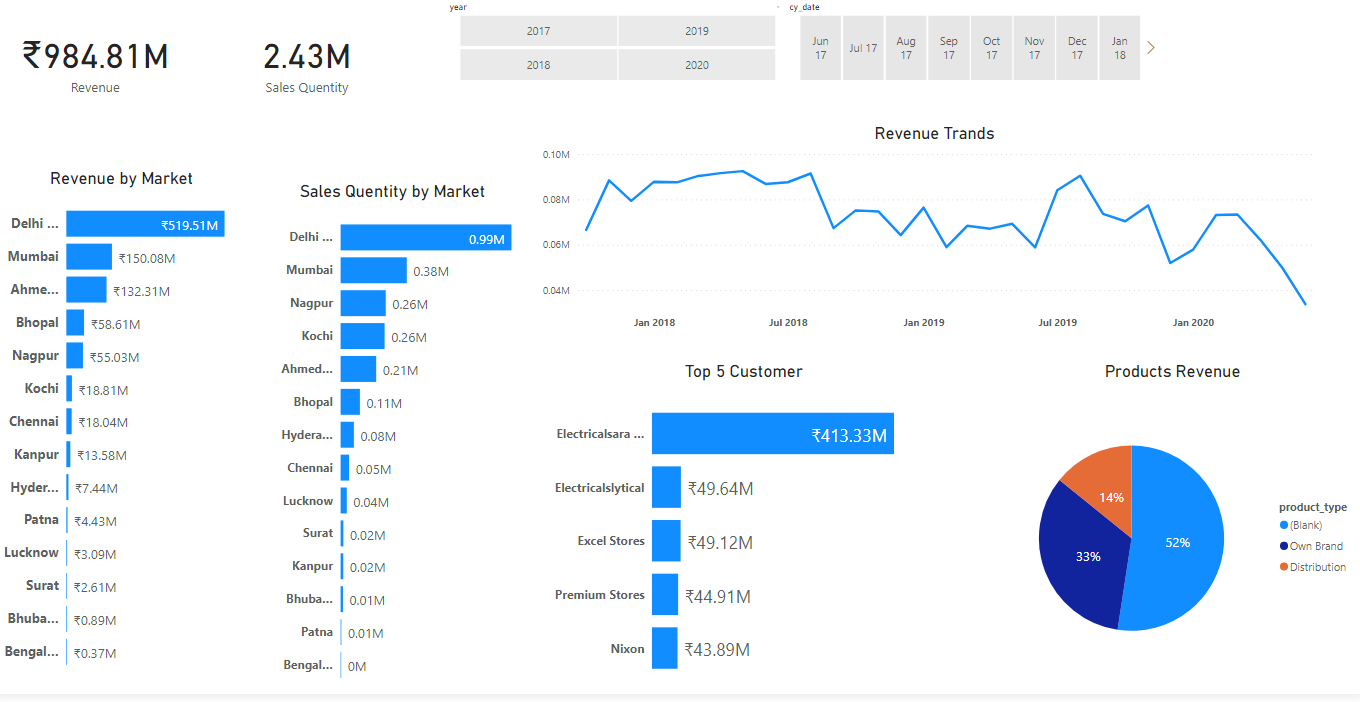 year
cy_date
₹984.81M
Revenue
2.43M
Sales Quentity
2017
2019
2018
2020
Jun 17
Jul 17
Aug 17
Sep 17
Oct 17
Nov 17
Dec 17
Jan 18
Revenue by Market
Delhi ... ₹519.51M
Mumbai ₹150.08M
Ahme... ₹132.31M
Bhopal ₹58.61M
Nagpur ₹55.03M
Kochi ₹18.81M
Chennai ₹18.04M
Kanpur ₹13.58M
Hyder... ₹7.44M
Patna ₹4.43M
Lucknow ₹3.09M
Surat ₹2.61M
Bhuba... ₹0.89M
Bengal... ₹0.37M
Sales Quentity by Market
Delhi ... 0.99M
Mumbai 0.38M
Nagpur 0.26M
Kochi 0.26M
Ahmed... 0.21M
Bhopal 0.11M
Hydera... 0.08M
Chennai 0.05M
Lucknow 0.04M
Surat 0.02M
Kanpur 0.02M
Bhuba... 0.01M
Patna 0.01M
Bengal... 0M
Revenue Trands
0.10M
0.08M
0.06M
0.04M
Jan 2018 Jul 2018 Jan 2019 Jul 2019 Jan 2020
Top 5 Customer
Electricalsara ... ₹413.33M
Electricalslytical ₹49.64M
Excel Stores ₹49.12M
Premium Stores ₹44.91M
Nixon ₹43.89M
Products Revenue
14%
52%
33%
product_type
(Blank)
Own Brand
Distribution